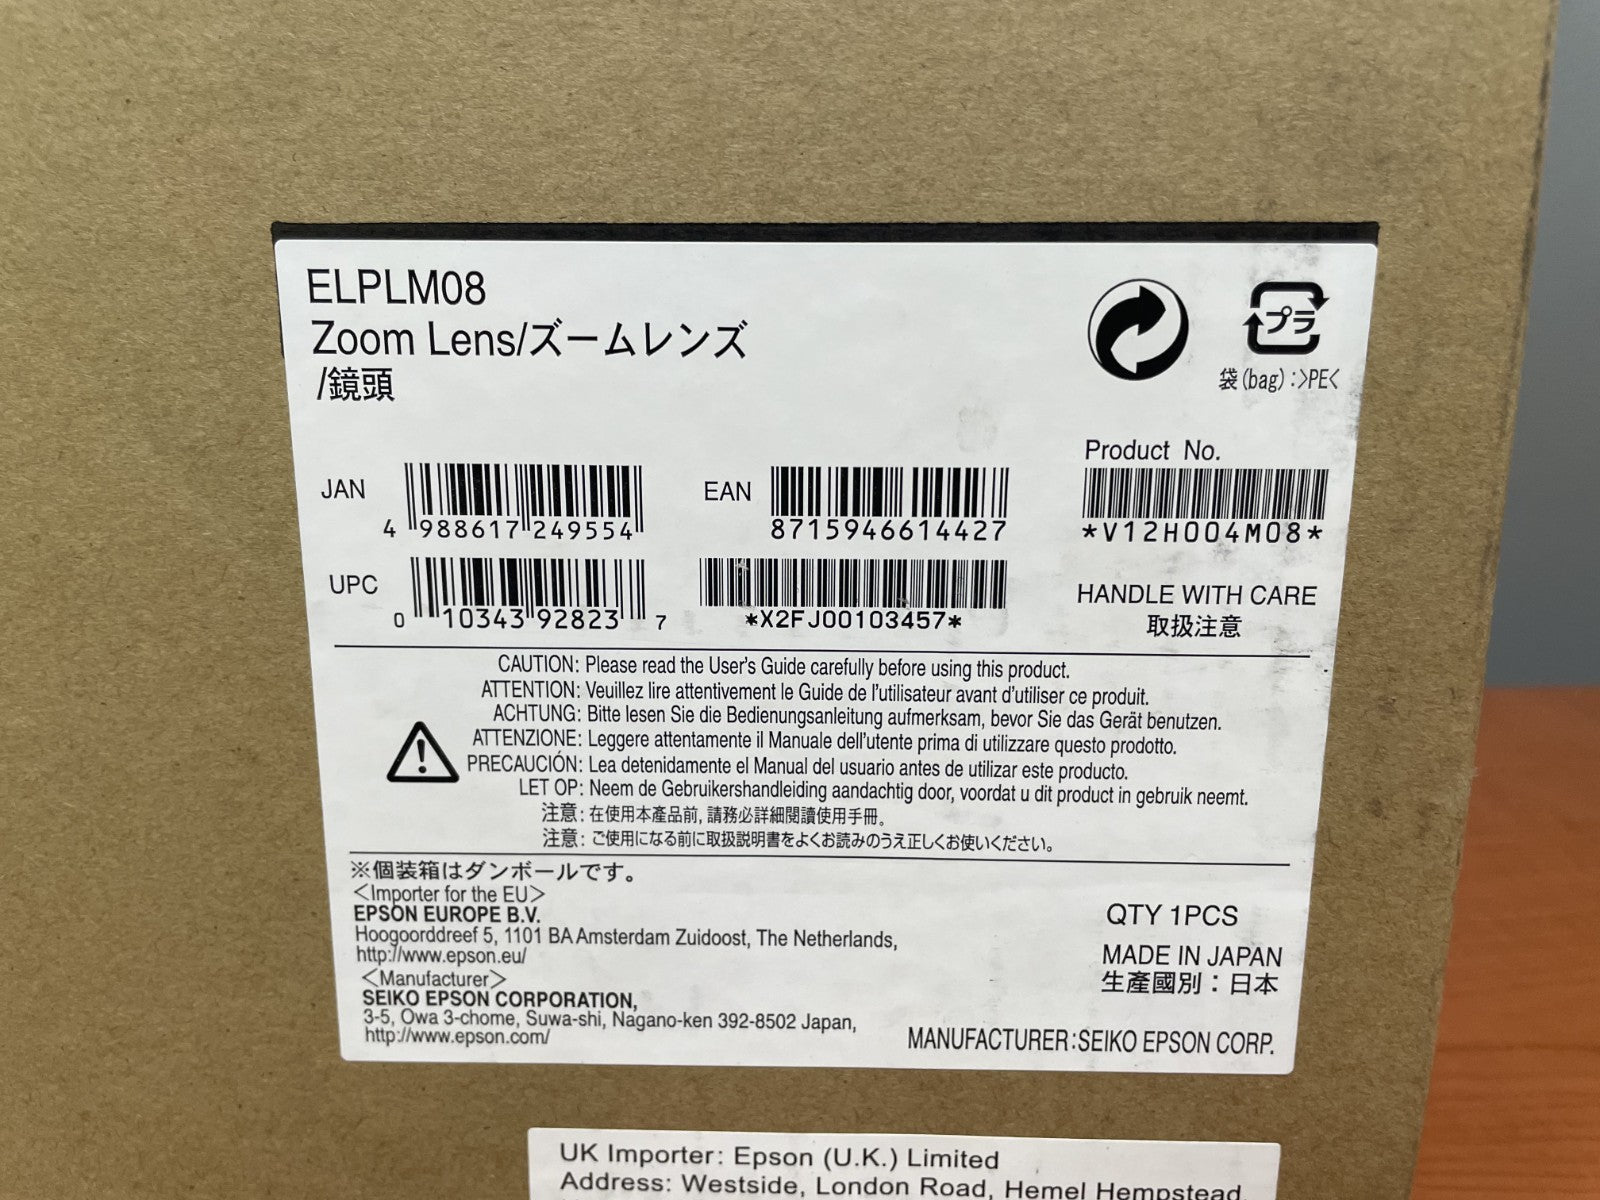 ELPLM08
Zoom Lens/ズームレンズ
/鏡頭
プラ
袋(bag):>PE<
JAN
4 988617 249554
EAN
8715946614427
Product No.
*V12H004M08*
UPC
0 10343 92823 7
*X2FJ00103457*
HANDLE WITH CARE
取扱注意
CAUTION: Please read the User's Guide carefully before using this product.
ATTENTION: Veuillez lire attentivement le Guide de l'utilisateur avant d'utiliser ce produit.
ACHTUNG: Bitte lesen Sie die Bedienungsanleitung aufmerksam, bevor Sie das Gerät benutzen.
ATTENZIONE: Leggere attentamente il Manuale dell'utente prima di utilizzare questo prodotto.
PRECAUCIÓN: Lea detenidamente el Manual del usuario antes de utilizar este producto.
LET OP: Neem de Gebruikershandleiding aandachtig door, voordat u dit product in gebruik neemt.
注意: 在使用本產品前, 請務必詳細閱讀使用手冊。
注意: ご使用になる前に取扱説明書をよくお読みのうえ正しくお使いください。
※個装箱はダンボールです。
<Importer for the EU>
EPSON EUROPE B.V.
Hoogoorddreef 5, 1101 BA Amsterdam Zuidoost, The Netherlands,
http://www.epson.eu/
<Manufacturer>
SEIKO EPSON CORPORATION,
3-5, Owa 3-chome, Suwa-shi, Nagano-ken 392-8502 Japan,
http://www.epson.com/
QTY 1PCS
MADE IN JAPAN
生產國別：日本
MANUFACTURER:SEIKO EPSON CORP.
UK Importer: Epson (U.K.) Limited
Address: Westside, London Road, Hemel Hempstead,